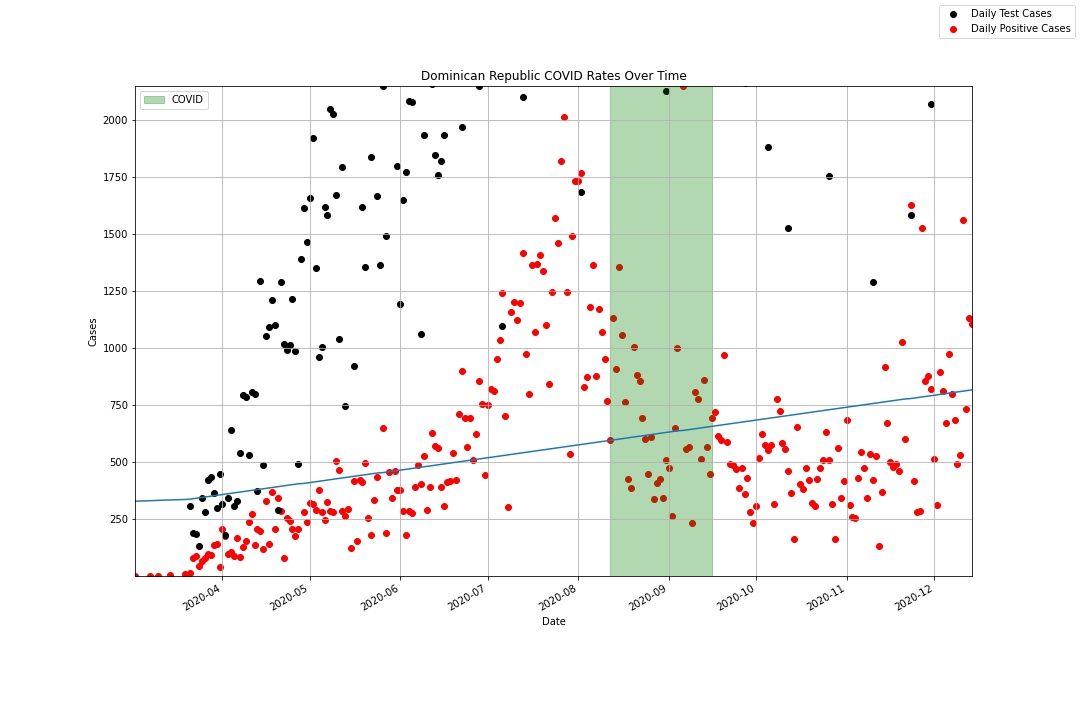 Daily Test Cases
Daily Positive Cases
Dominican Republic COVID Rates Over Time
COVID
2000
1750
1500
1250
1000
750
500
250
Cases
2020-04
2020-05
2020-06
2020-07
2020-08
2020-09
2020-10
2020-11
2020-12
Date